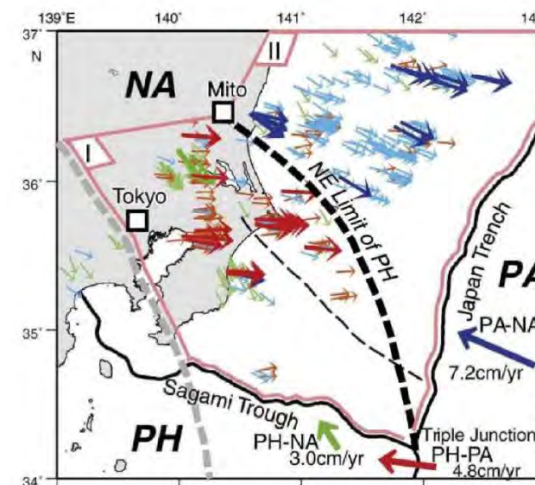 139°E 140° 141° 142° 14
37°
N
II
NA
Mito
I
36°
Tokyo
NE Limit of PH
Japan Trench
PA
PA-NA
35°
7.2cm/yr
Sagami Trough
PH
PH-NA
3.0cm/yr
Triple Junction
PH-PA
4.8cm/yr
34°